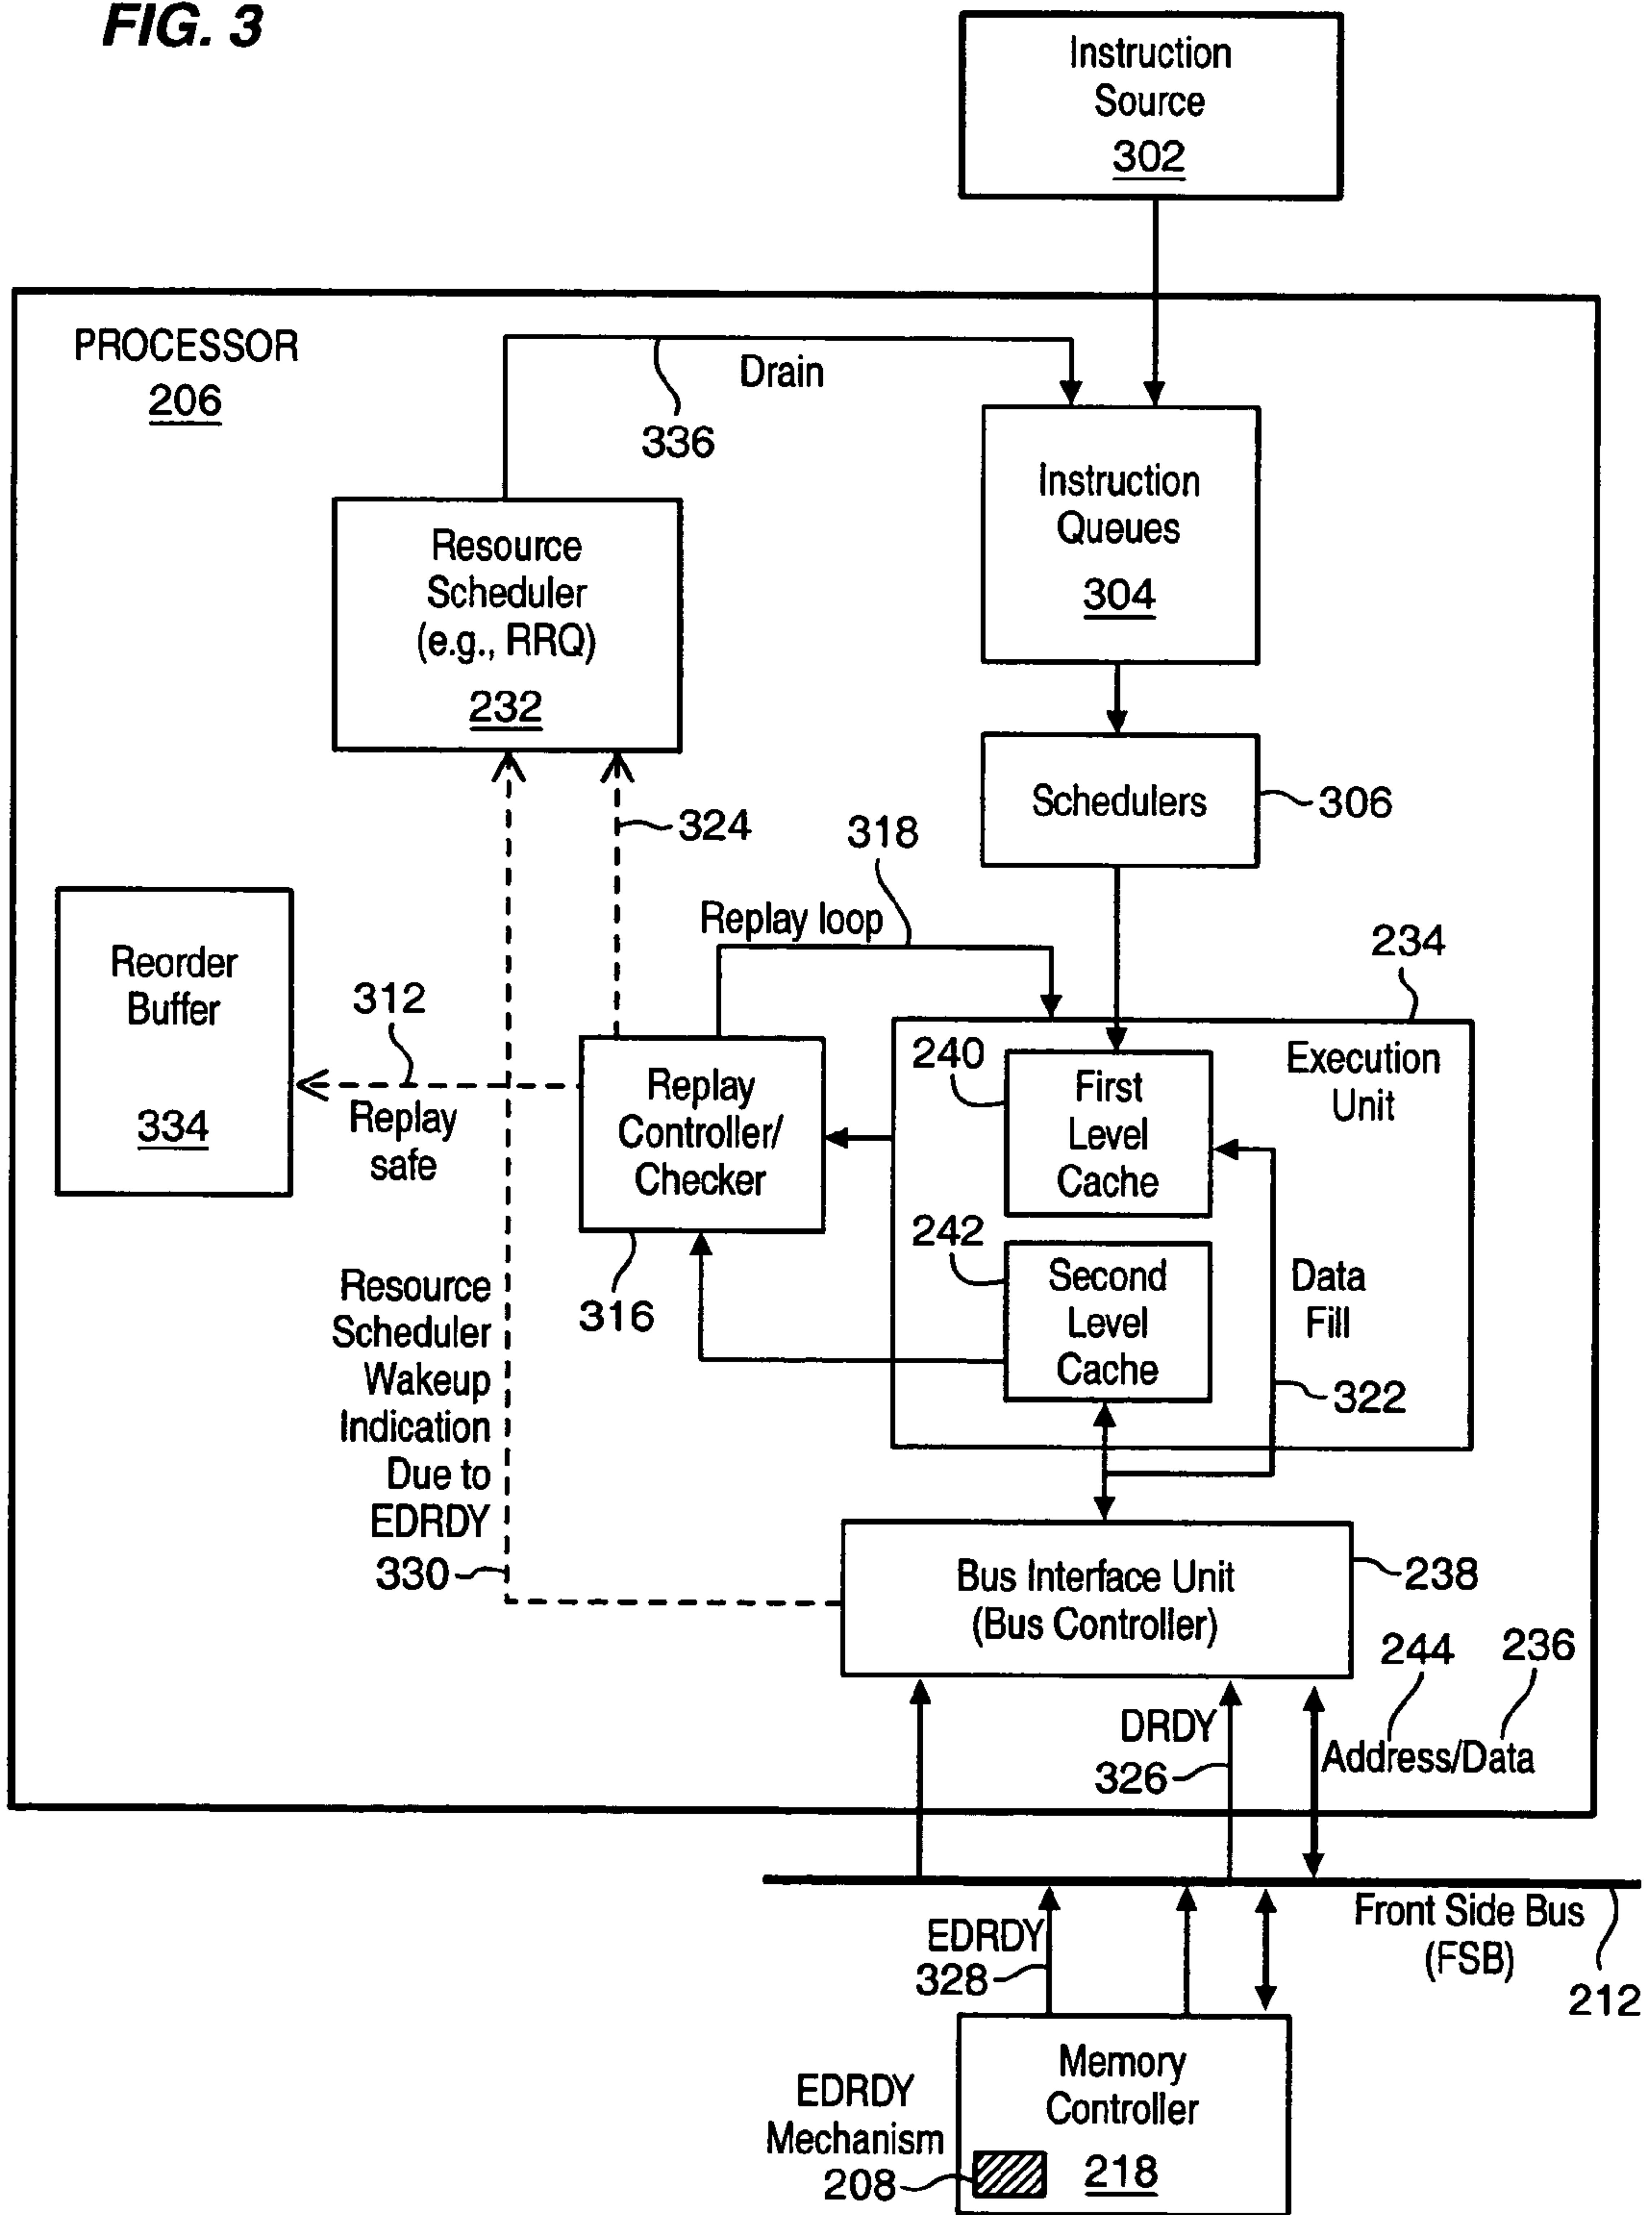 FIG. 3
Instruction
Source
302
PROCESSOR
206
Drain
336
Instruction
Queues
304
Resource
Scheduler
(e.g., RRQ)
232
Schedulers
306
324
318
Replay loop
234
Reorder
Buffer
334
312
Replay
safe
Replay
Controller/
Checker
316
240
First
Level
Cache
Execution
Unit
242
Second
Level
Cache
Data
Fill
322
Resource
Scheduler
Wakeup
Indication
Due to
EDRDY
330
Bus Interface Unit
(Bus Controller)
238
244
236
DRDY
326
Address/Data
Front Side Bus
(FSB)
212
EDRDY
328
Memory
Controller
218
EDRDY
Mechanism
208